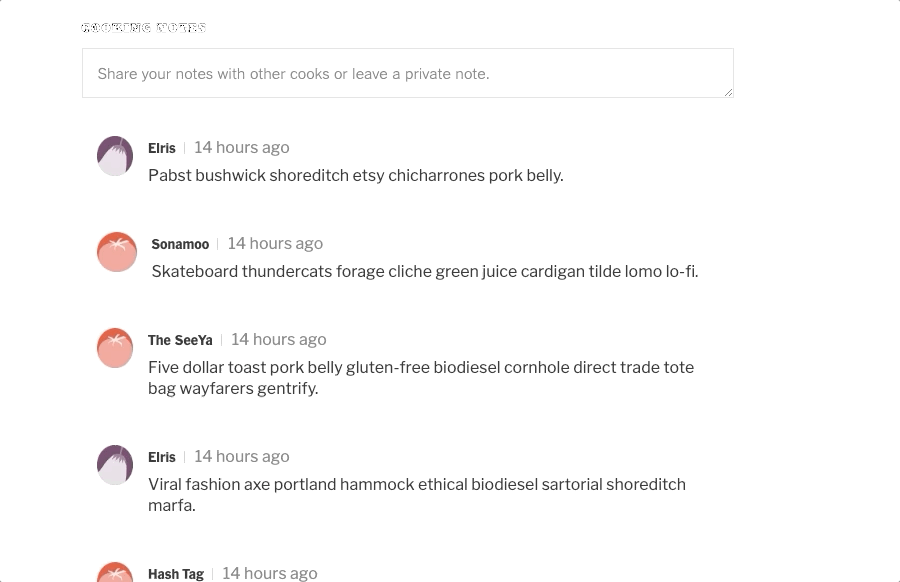 COOKING NOTES
Share your notes with other cooks or leave a private note.
Elris | 14 hours ago
Pabst bushwick shoreditch etsy chicharrones pork belly.
Sonamoo | 14 hours ago
Skateboard thundercats forage cliche green juice cardigan tilde lomo lo-fi.
The SeeYa | 14 hours ago
Five dollar toast pork belly gluten-free biodiesel cornhole direct trade tote
bag wayfarers gentrify.
Elris | 14 hours ago
Viral fashion axe portland hammock ethical biodiesel sartorial shoreditch
marfa.
Hash Tag | 14 hours ago